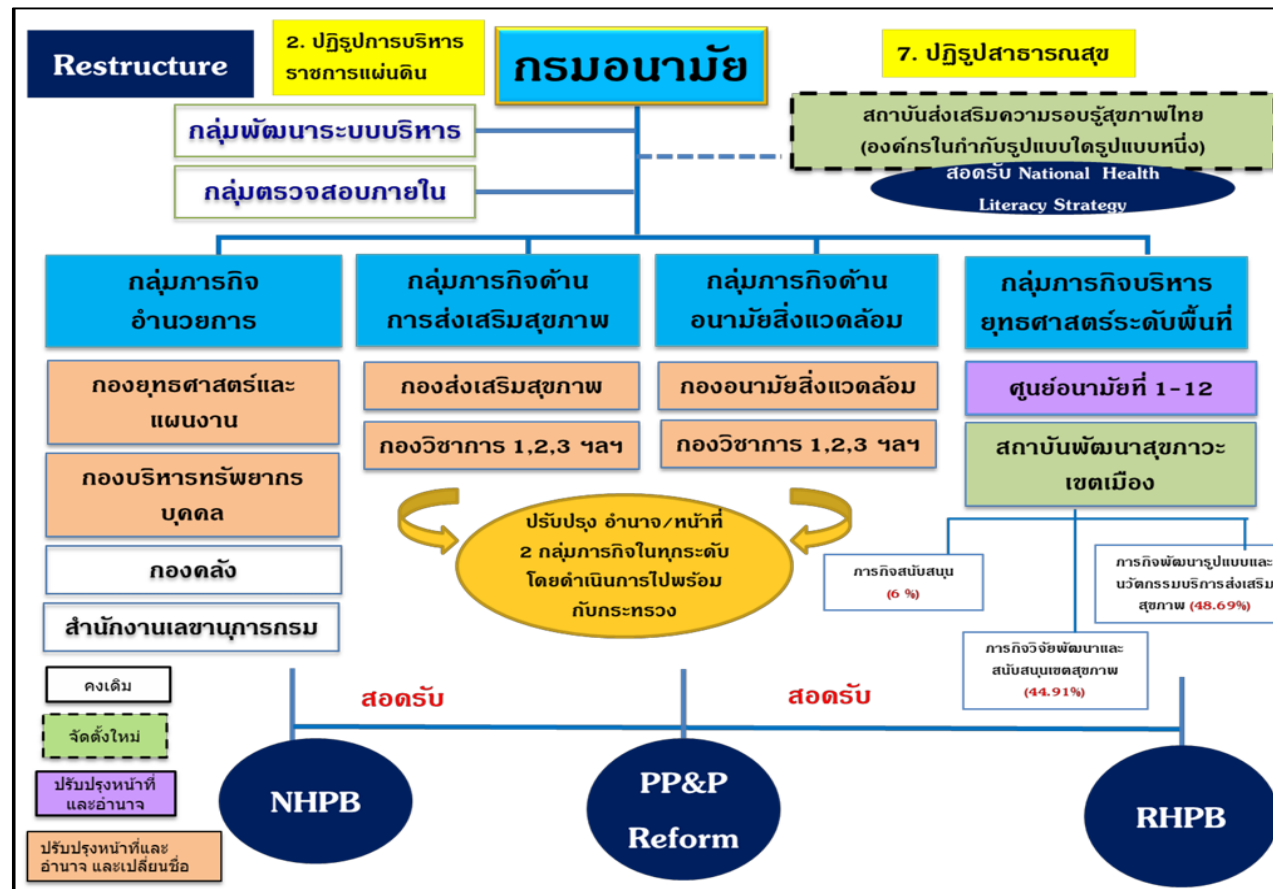 Restructure
2. ปฏิรูปการบริหาร
ราชการแผ่นดิน
กรมอนามัย
7. ปฏิรูปสาธารณสุข
กลุ่มพัฒนาระบบบริหาร
กลุ่มตรวจสอบภายใน
สถาบันส่งเสริมความรอบรู้สุขภาพไทย
(องค์กรในกำกับรูปแบบใดรูปแบบหนึ่ง)
สอดรับ National Health
Literacy Strategy
กลุ่มภารกิจ
อำนวยการ
กลุ่มภารกิจด้าน
การส่งเสริมสุขภาพ
กลุ่มภารกิจด้าน
อนามัยสิ่งแวดล้อม
กลุ่มภารกิจบริหาร
ยุทธศาสตร์ระดับพื้นที่
กองยุทธศาสตร์และ
แผนงาน
กองบริหารทรัพยากร
บุคคล
กองคลัง
สำนักงานเลขานุการกรม
กองส่งเสริมสุขภาพ
กองวิชาการ 1,2,3 ฯลฯ
กองอนามัยสิ่งแวดล้อม
กองวิชาการ 1,2,3 ฯลฯ
ศูนย์อนามัยที่ 1-12
สถาบันพัฒนาสุขภาวะ
เขตเมือง
ปรับปรุง อำนาจ/หน้าที่
2 กลุ่มภารกิจในทุกระดับ
โดยดำเนินการไปพร้อม
กับกระทรวง
ภารกิจสนับสนุน
(6 %)
ภารกิจวิจัยพัฒนาและ
สนับสนุนเขตสุขภาพ
(44.91%)
ภารกิจพัฒนารูปแบบและ
นวัตกรรมบริการส่งเสริม
สุขภาพ (48.69%)
คงเดิม
จัดตั้งใหม่
ปรับปรุงหน้าที่
และอำนาจ
ปรับปรุงหน้าที่และ
อำนาจ และเปลี่ยนชื่อ
สอดรับ
สอดรับ
NHPB
PP&P
Reform
RHPB